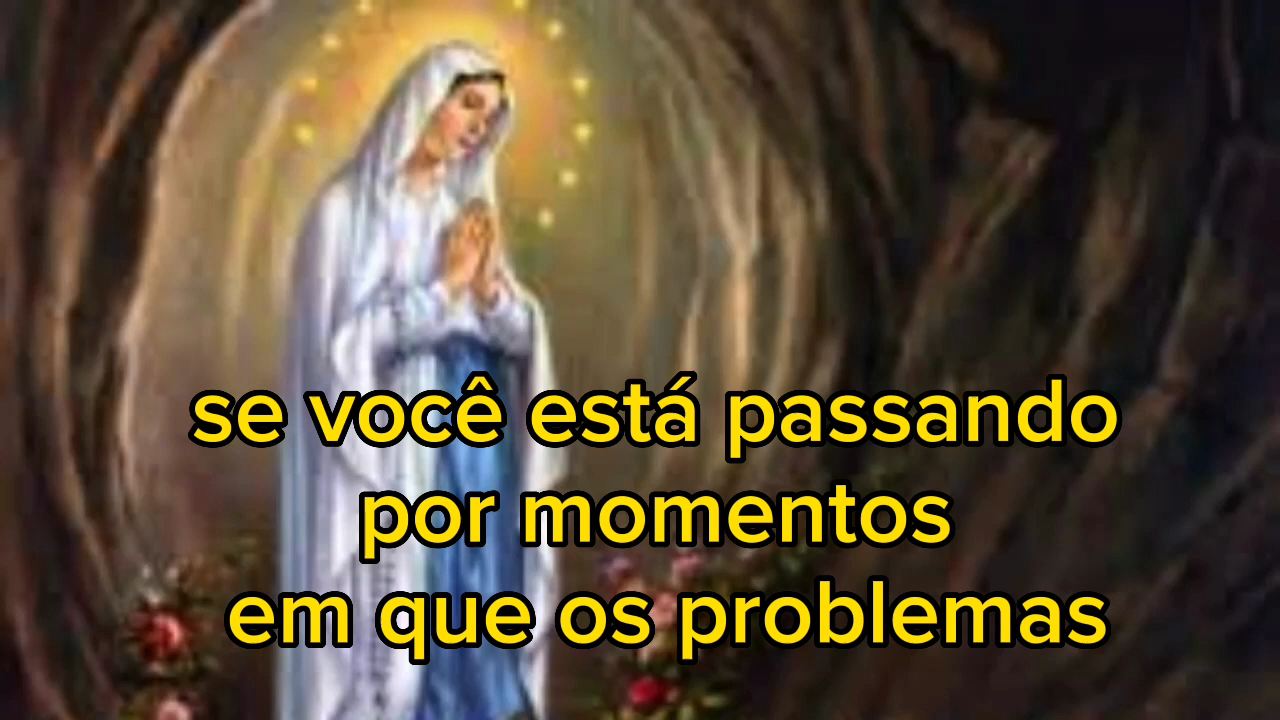 se você está passando
por momentos
em que os problemas